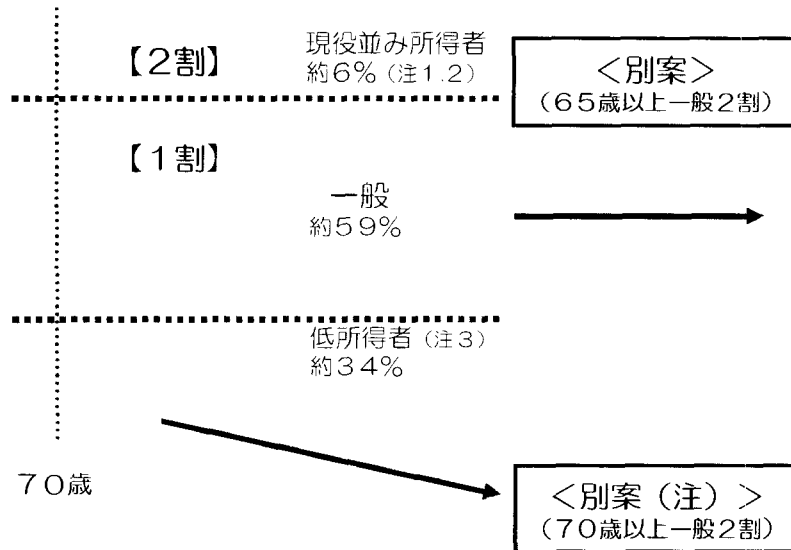 【2割】
現役並み所得者
約6%（注1.2）
＜別案＞
（65歳以上一般2割）
【1割】
一般
約59%
低所得者（注3）
約34%
70歳
＜別案（注）＞
（70歳以上一般2割）